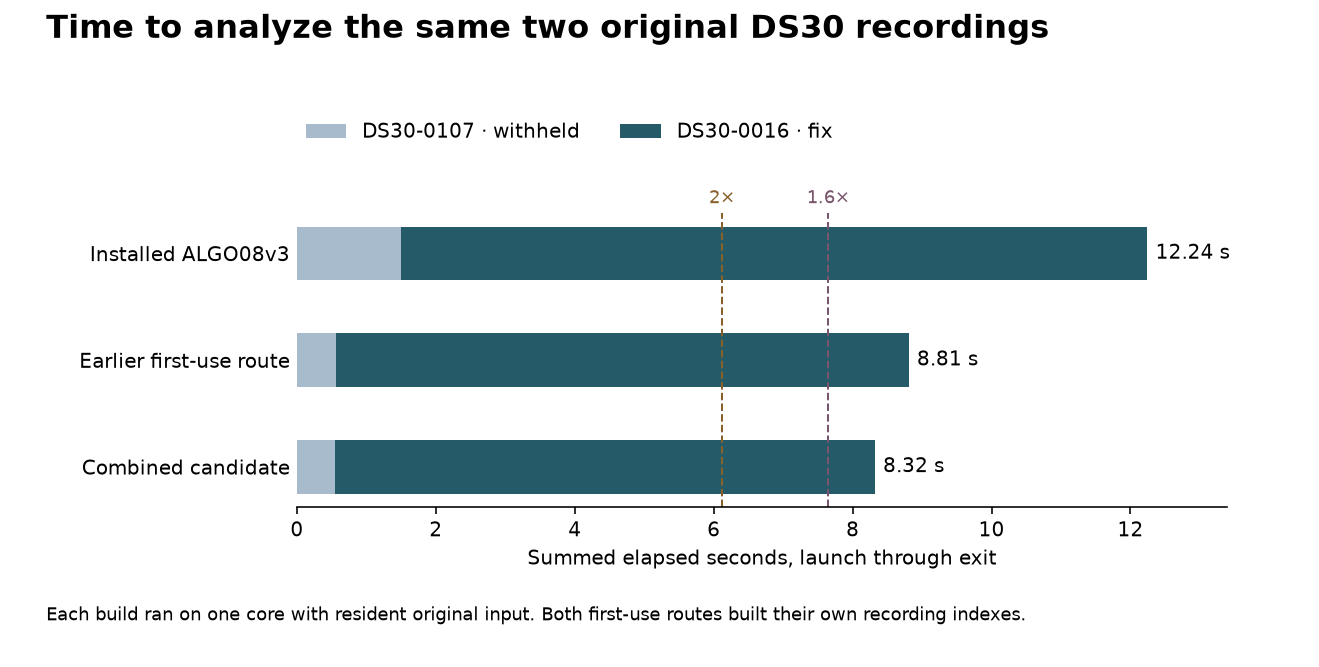 Time to analyze the same two original DS30 recordings
DS30-0107 · withheld
DS30-0016 · fix
2×
1.6×
Installed ALGO08v3
12.24 s
Earlier first-use route
8.81 s
Combined candidate
8.32 s
0 2 4 6 8 10 12
Summed elapsed seconds, launch through exit
Each build ran on one core with resident original input. Both first-use routes built their own recording indexes.